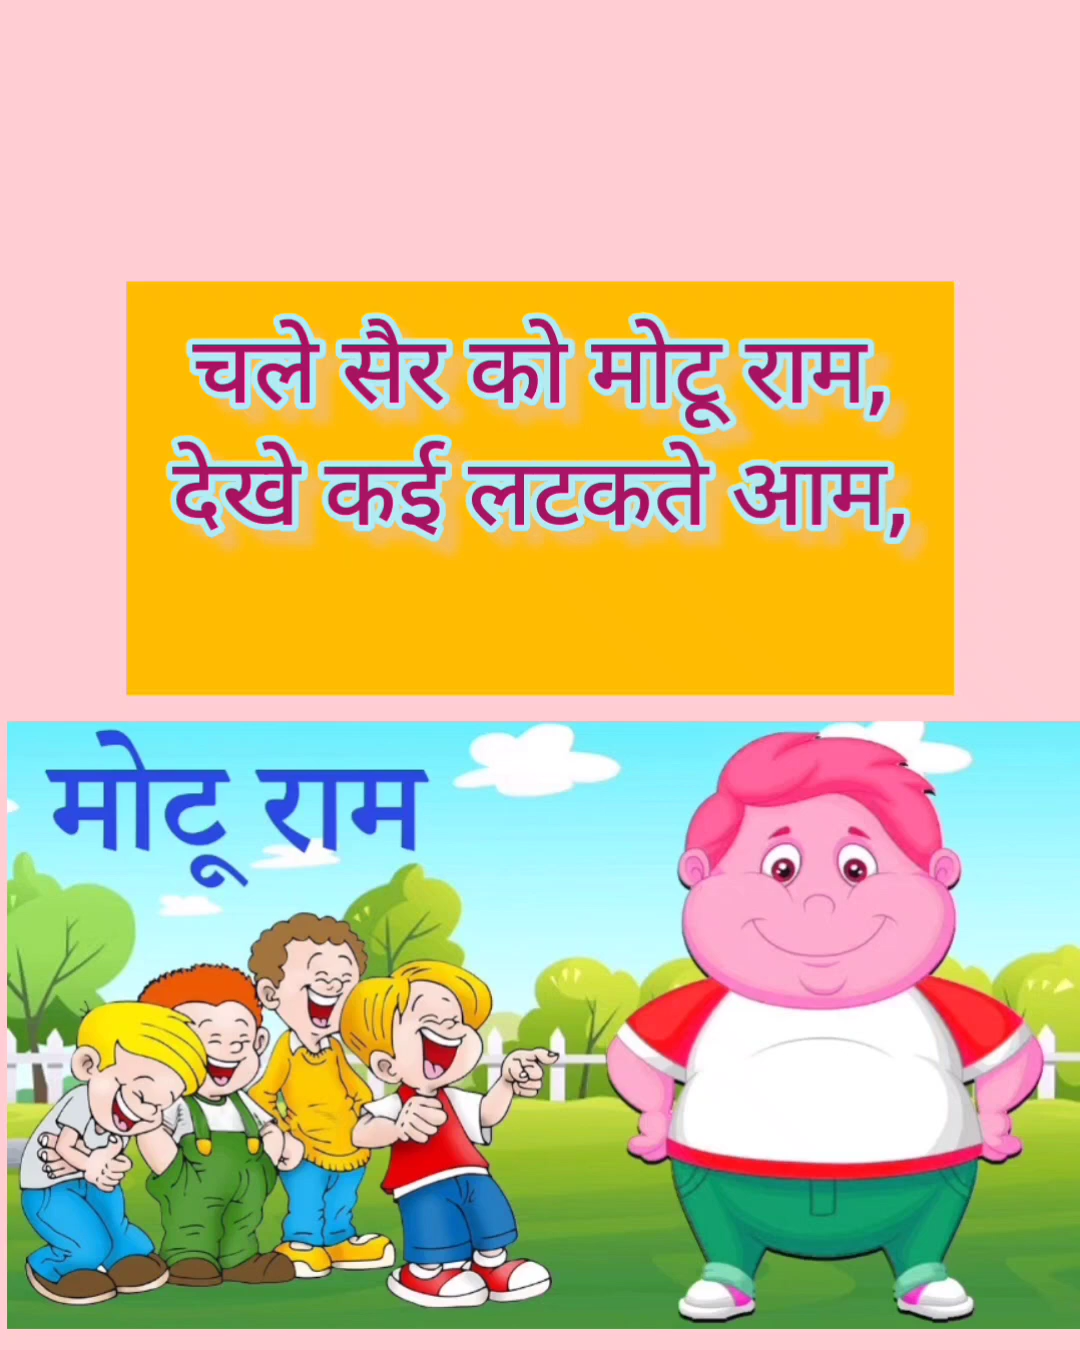 चले सैर को मोटू राम,
देखे कई लटकते आम,
मोटू राम